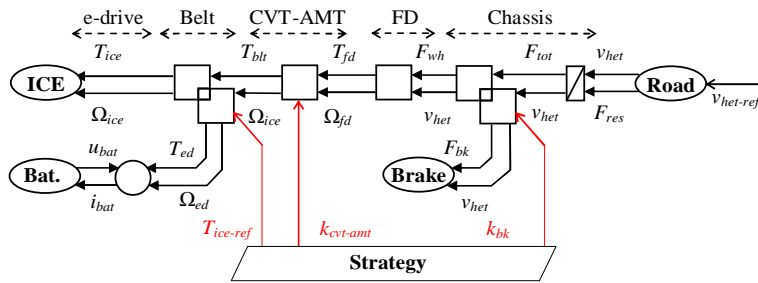 e-drive Belt CVT-AMT FD Chassis
T_ice T_blt T_fd F_wh F_tot v_het
ICE Road
v_het-ref
Ω_ice Ω_ice Ω_fd v_het v_het F_res
u_bat T_ed F_bk
Bat. Brake
i_bat Ω_ed v_het
T_ice-ref k_cvt-amt k_bk
Strategy